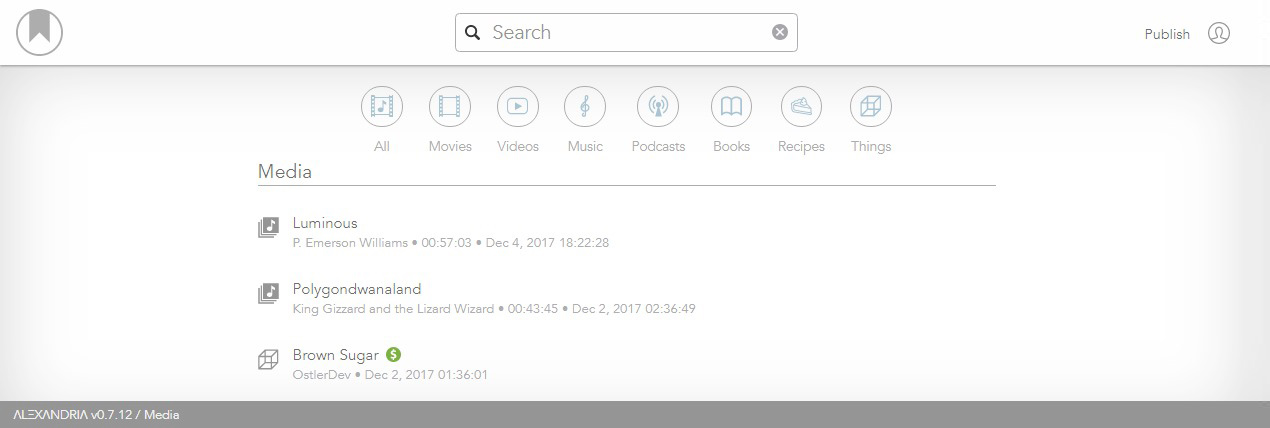 Search
Publish
All Movies Videos Music Podcasts Books Recipes Things
Media
Luminous
P. Emerson Williams • 00:57:03 • Dec 4, 2017 18:22:28
Polygondwanaland
King Gizzard and the Lizard Wizard • 00:43:45 • Dec 2, 2017 02:36:49
Brown Sugar $
OstlerDev • Dec 2, 2017 01:36:01
ALEXANDRIA v0.7.12 / Media